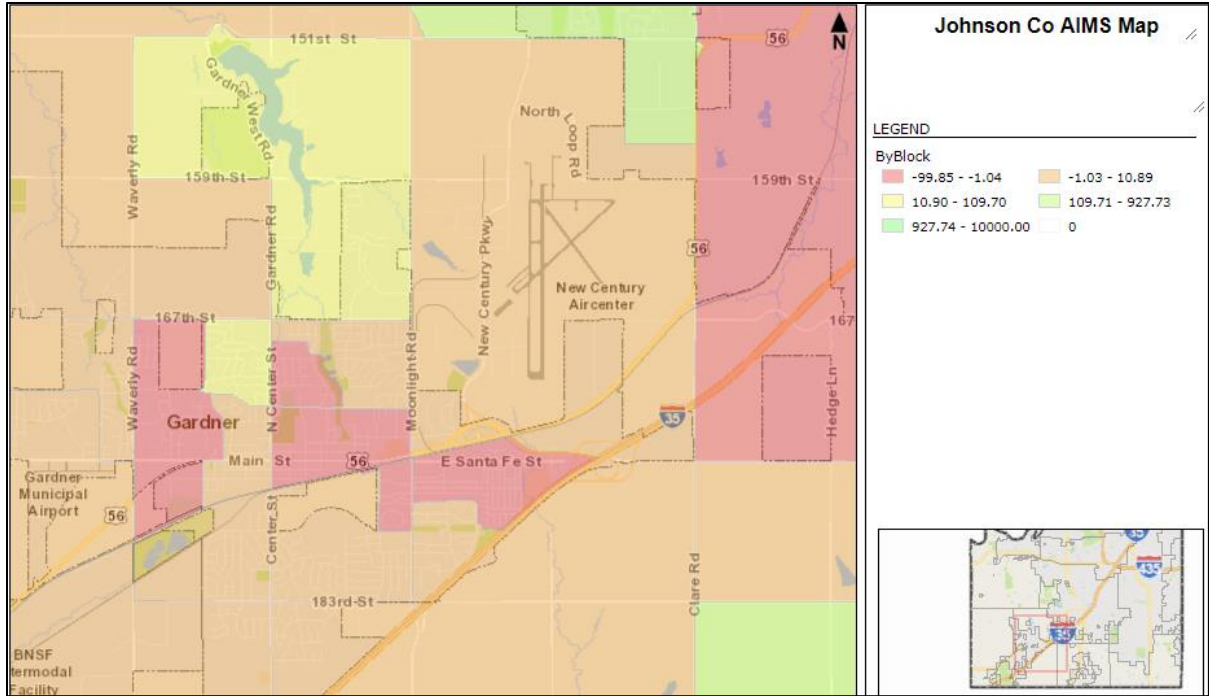 151st St
56
N
Gardner West Rd
North
Loop Rd
Waverly Rd
159th St
159th St
Gardner Rd
New Century Pkwy
56
New Century
Aircenter
167th St
167
Waverly Rd
N Center St
Moonlight Rd
Hedge Ln
35
Gardner
Main St
56
E Santa Fe St
Gardner
Municipal
Airport
56
Center St
Clare Rd
183rd St
BNSF
termodal
Facility
Johnson Co AIMS Map
LEGEND
ByBlock
-99.85 - -1.04
-1.03 - 10.89
10.90 - 109.70
109.71 - 927.73
927.74 - 10000.00
0
35
435
35